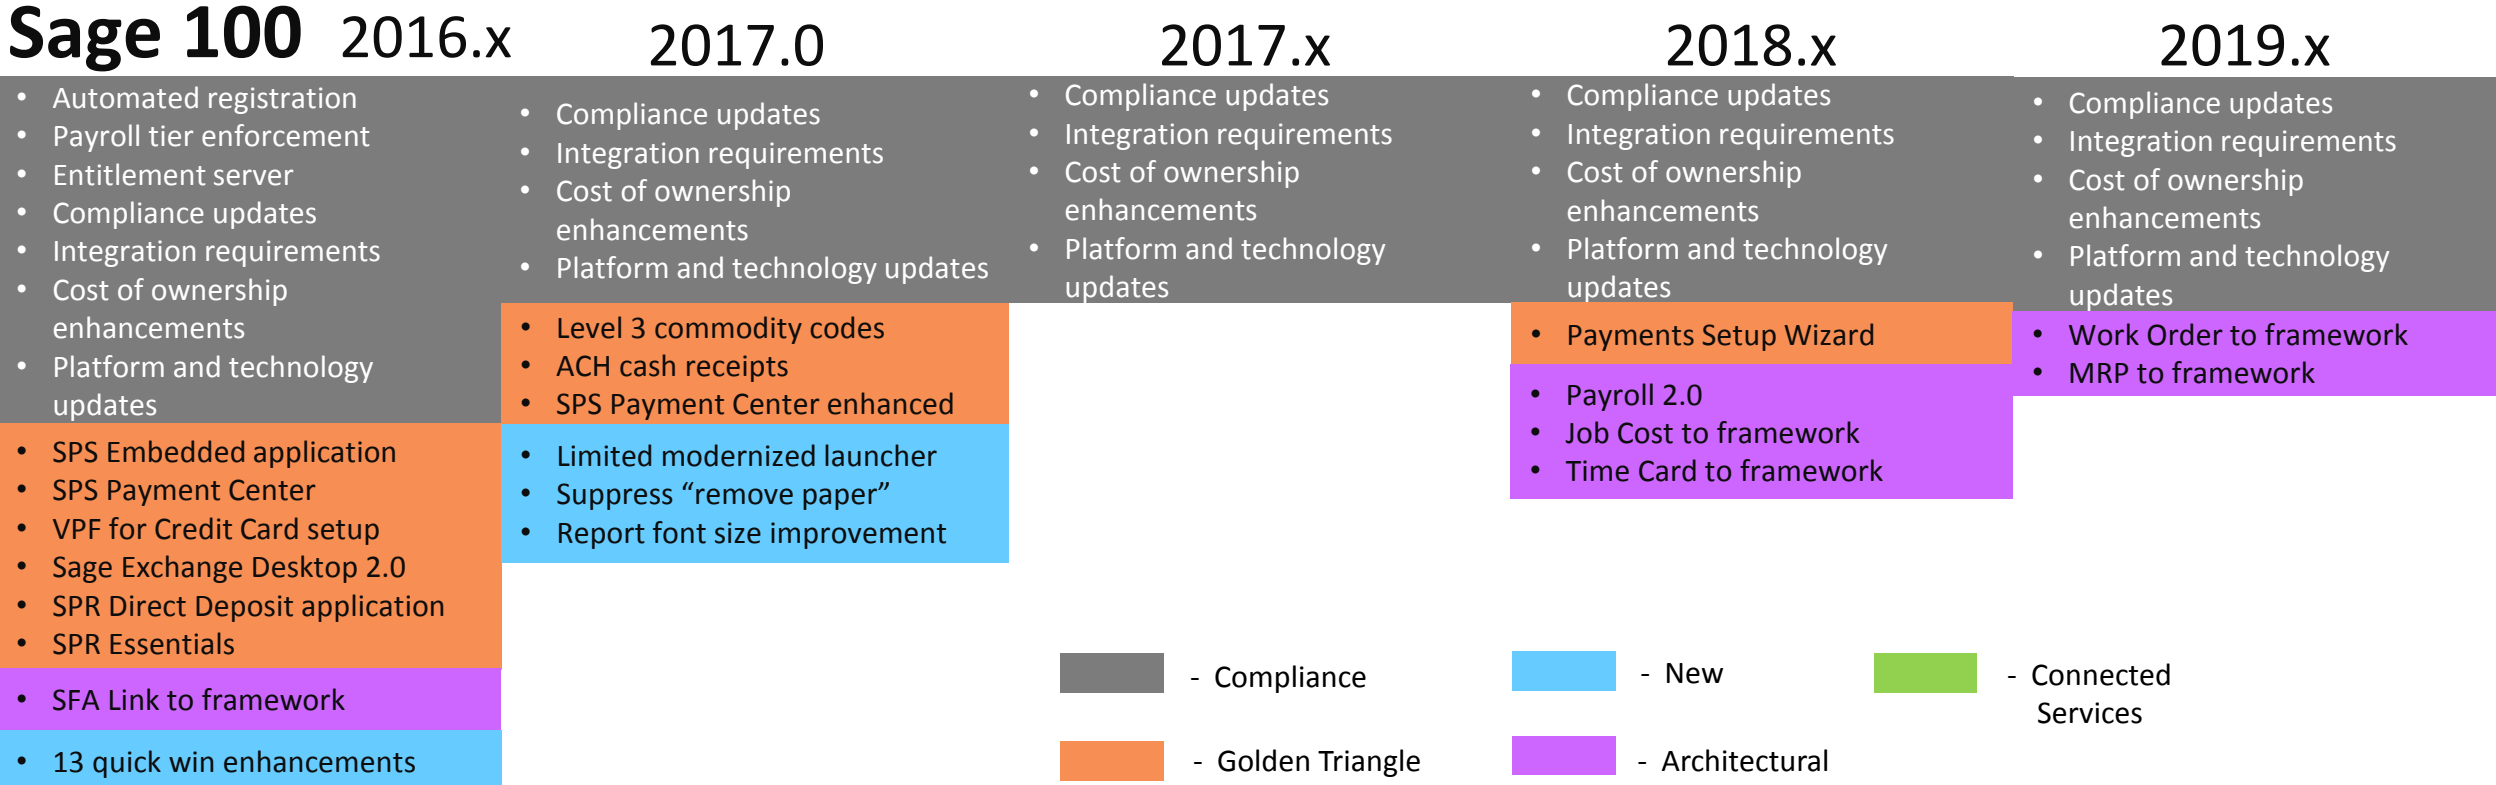 Sage 100 2016.x
• Automated registration
• Payroll tier enforcement
• Entitlement server
• Compliance updates
• Integration requirements
• Cost of ownership
enhancements
• Platform and technology
updates
• SPS Embedded application
• SPS Payment Center
• VPF for Credit Card setup
• Sage Exchange Desktop 2.0
• SPR Direct Deposit application
• SPR Essentials
• SFA Link to framework
• 13 quick win enhancements
2017.0
• Compliance updates
• Integration requirements
• Cost of ownership
enhancements
• Platform and technology updates
• Level 3 commodity codes
• ACH cash receipts
• SPS Payment Center enhanced
• Limited modernized launcher
• Suppress “remove paper”
• Report font size improvement
2017.x
• Compliance updates
• Integration requirements
• Cost of ownership
enhancements
• Platform and technology
updates
2018.x
• Compliance updates
• Integration requirements
• Cost of ownership
enhancements
• Platform and technology
updates
• Payments Setup Wizard
• Payroll 2.0
• Job Cost to framework
• Time Card to framework
2019.x
• Compliance updates
• Integration requirements
• Cost of ownership
enhancements
• Platform and technology
updates
• Work Order to framework
• MRP to framework
- Compliance
- New
- Connected
Services
- Golden Triangle
- Architectural